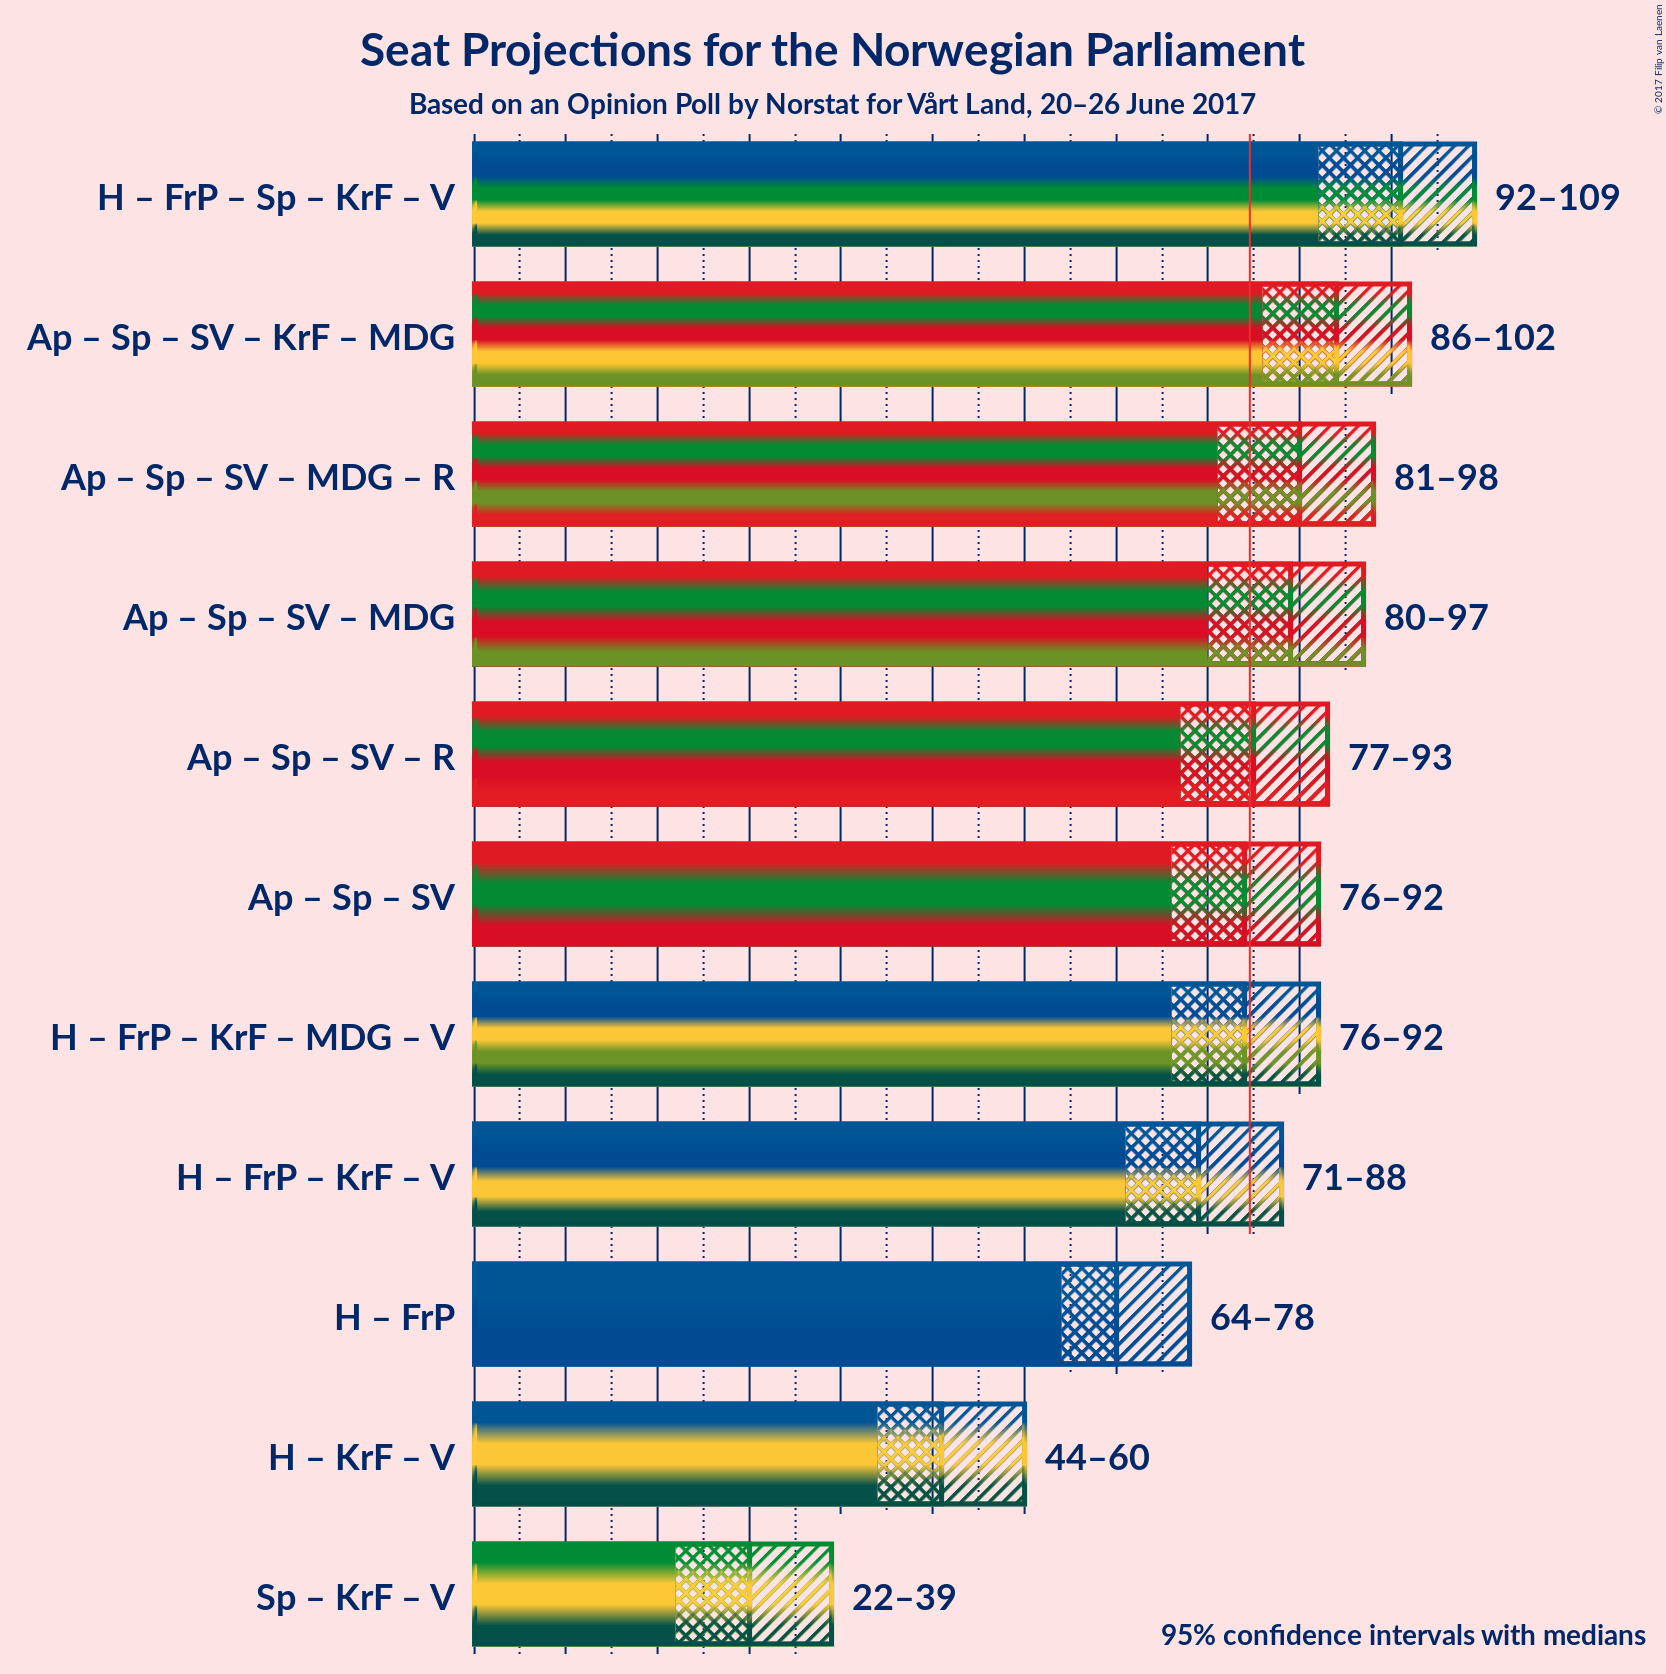 Seat Projections for the Norwegian Parliament
Based on an Opinion Poll by Norstat for Vårt Land, 20–26 June 2017
© 2017 Filip van Laenen
H – FrP – Sp – KrF – V 92–109
Ap – Sp – SV – KrF – MDG 86–102
Ap – Sp – SV – MDG – R 81–98
Ap – Sp – SV – MDG 80–97
Ap – Sp – SV – R 77–93
Ap – Sp – SV 76–92
H – FrP – KrF – MDG – V 76–92
H – FrP – KrF – V 71–88
H – FrP 64–78
H – KrF – V 44–60
Sp – KrF – V 22–39
95% confidence intervals with medians